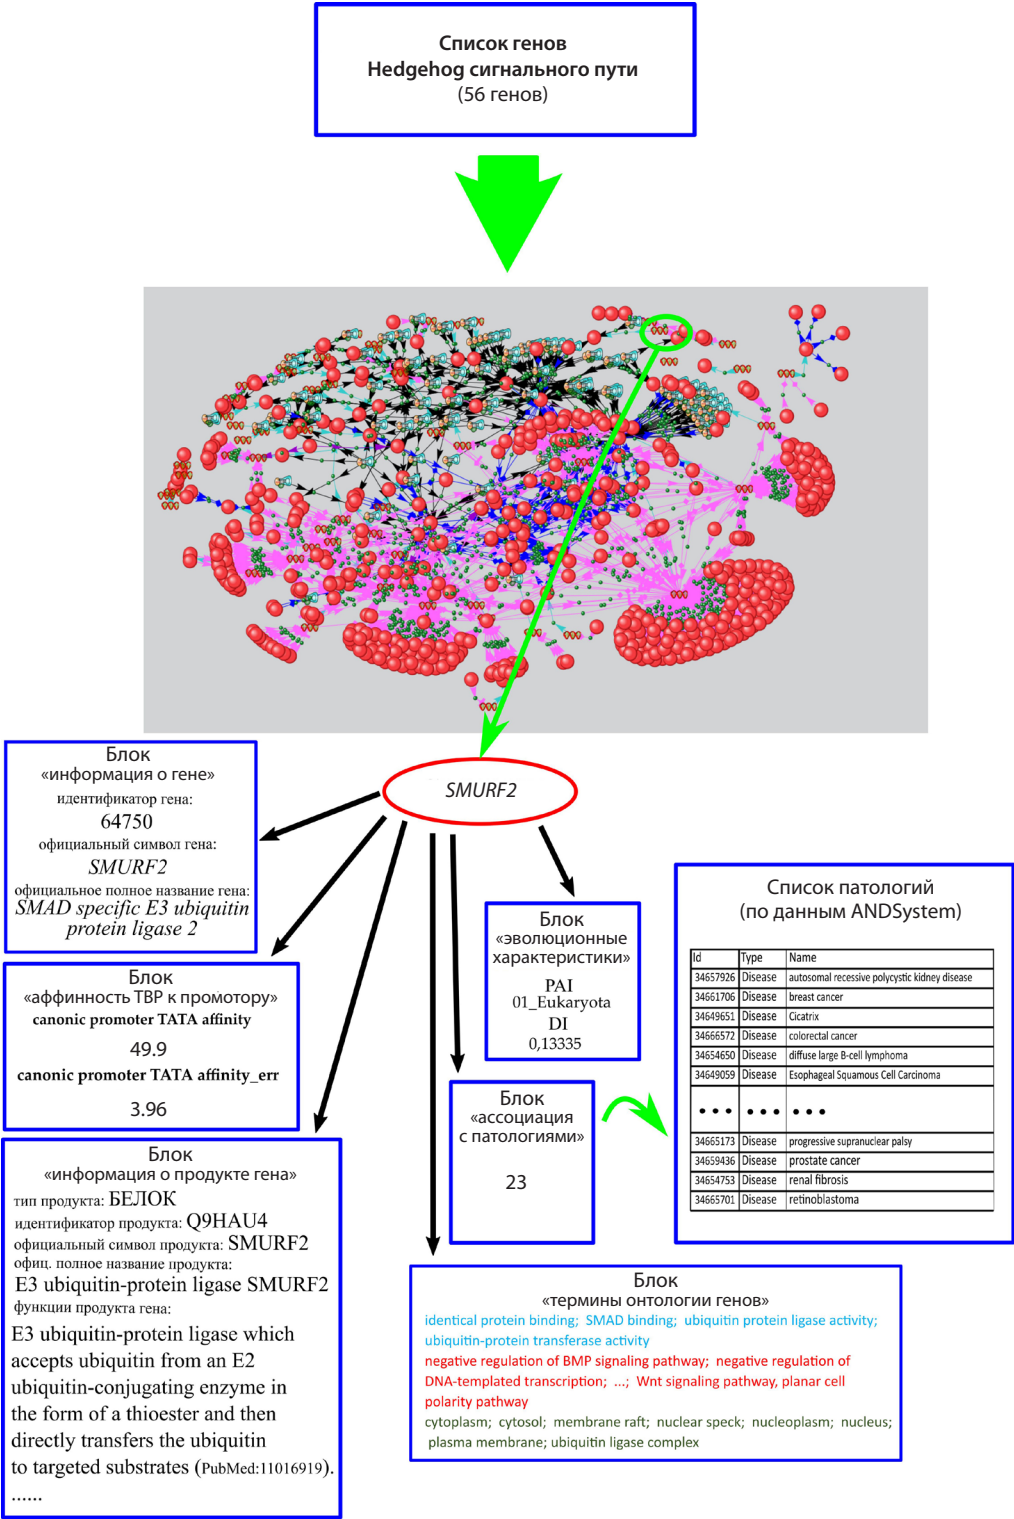 Список генов
Hedgehog сигнального пути
(56 генов)
SMURF2
Блок
«информация о гене»
идентификатор гена:
64750
официальный символ гена:
SMURF2
официальное полное название гена:
SMAD specific E3 ubiquitin
protein ligase 2
Блок
«аффинность TBP к промотору»
canonic promoter TATA affinity
49.9
canonic promoter TATA affinity_err
3.96
Блок
«информация о продукте гена»
тип продукта: БЕЛОК
идентификатор продукта: Q9HAU4
официальный символ продукта: SMURF2
офиц. полное название продукта:
E3 ubiquitin-protein ligase SMURF2
функции продукта гена:
E3 ubiquitin-protein ligase which
accepts ubiquitin from an E2
ubiquitin-conjugating enzyme in
the form of a thioester and then
directly transfers the ubiquitin
to targeted substrates (PubMed:11016919).
......
Блок
«эволюционные
характеристики»
PAI
01_Eukaryota
DI
0,13335
Блок
«ассоциация
с патологиями»
23
Список патологий
(по данным ANDSystem)
Id Type Name
34657926 Disease autosomal recessive polycystic kidney disease
34661706 Disease breast cancer
34649651 Disease Cicatrix
34666572 Disease colorectal cancer
34654650 Disease diffuse large B-cell lymphoma
34649059 Disease Esophageal Squamous Cell Carcinoma
••• ••• •••
34665173 Disease progressive supranuclear palsy
34659436 Disease prostate cancer
34654753 Disease renal fibrosis
34665701 Disease retinoblastoma
Блок
«термины онтологии генов»
identical protein binding; SMAD binding; ubiquitin protein ligase activity;
ubiquitin-protein transferase activity
negative regulation of BMP signaling pathway; negative regulation of
DNA-templated transcription; ...; Wnt signaling pathway, planar cell
polarity pathway
cytoplasm; cytosol; membrane raft; nuclear speck; nucleoplasm; nucleus;
plasma membrane; ubiquitin ligase complex